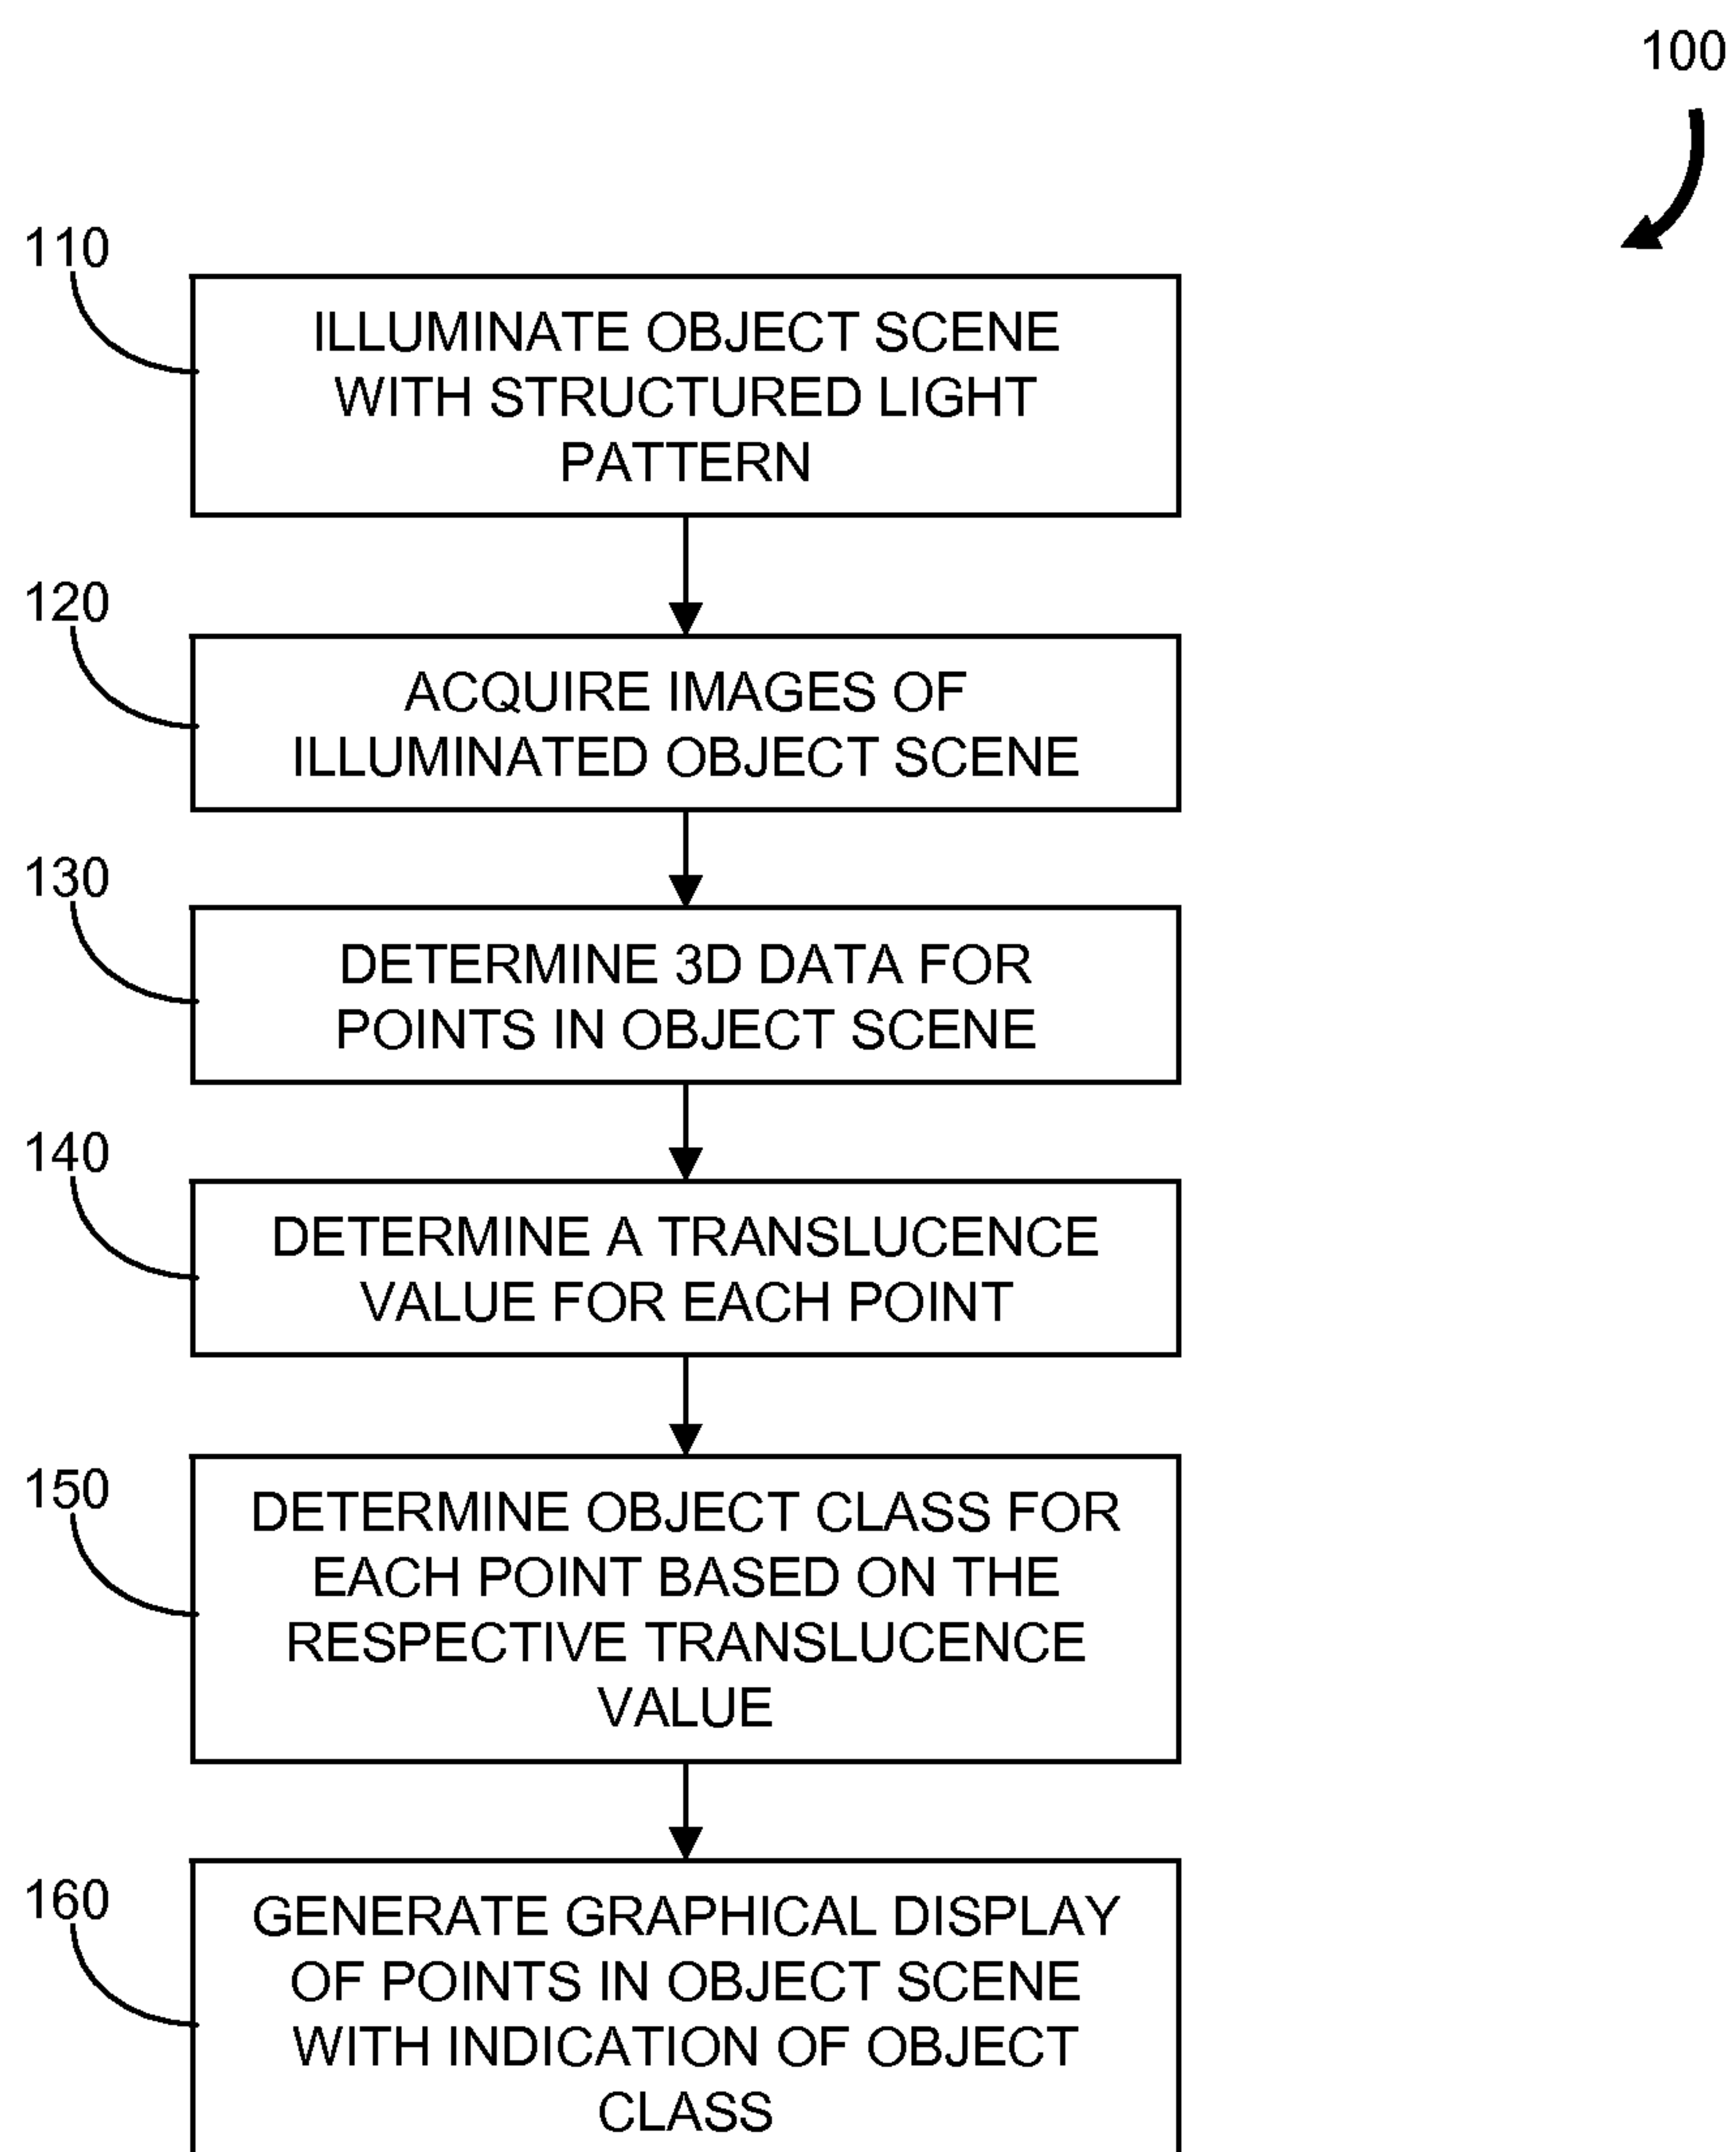 100
110
ILLUMINATE OBJECT SCENE
WITH STRUCTURED LIGHT
PATTERN
120
ACQUIRE IMAGES OF
ILLUMINATED OBJECT SCENE
130
DETERMINE 3D DATA FOR
POINTS IN OBJECT SCENE
140
DETERMINE A TRANSLUCENCE
VALUE FOR EACH POINT
150
DETERMINE OBJECT CLASS FOR
EACH POINT BASED ON THE
RESPECTIVE TRANSLUCENCE
VALUE
160
GENERATE GRAPHICAL DISPLAY
OF POINTS IN OBJECT SCENE
WITH INDICATION OF OBJECT
CLASS